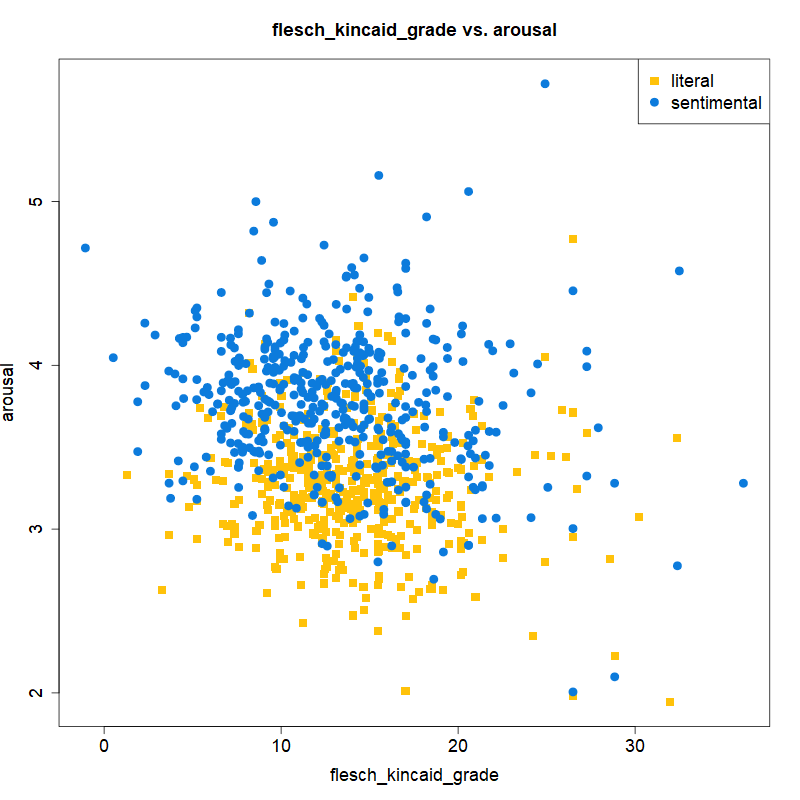 flesch_kincaid_grade vs. arousal
literal
sentimental
5
4
3
2
arousal
0 10 20 30
flesch_kincaid_grade